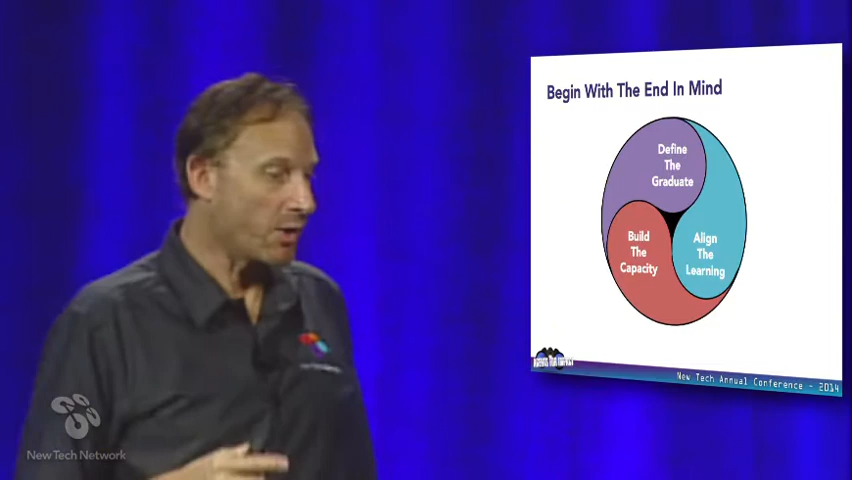 Begin With The End In Mind
Define
The
Graduate
Build
The
Capacity
Align
The
Learning
New Tech Annual Conference - 2014
New Tech Network